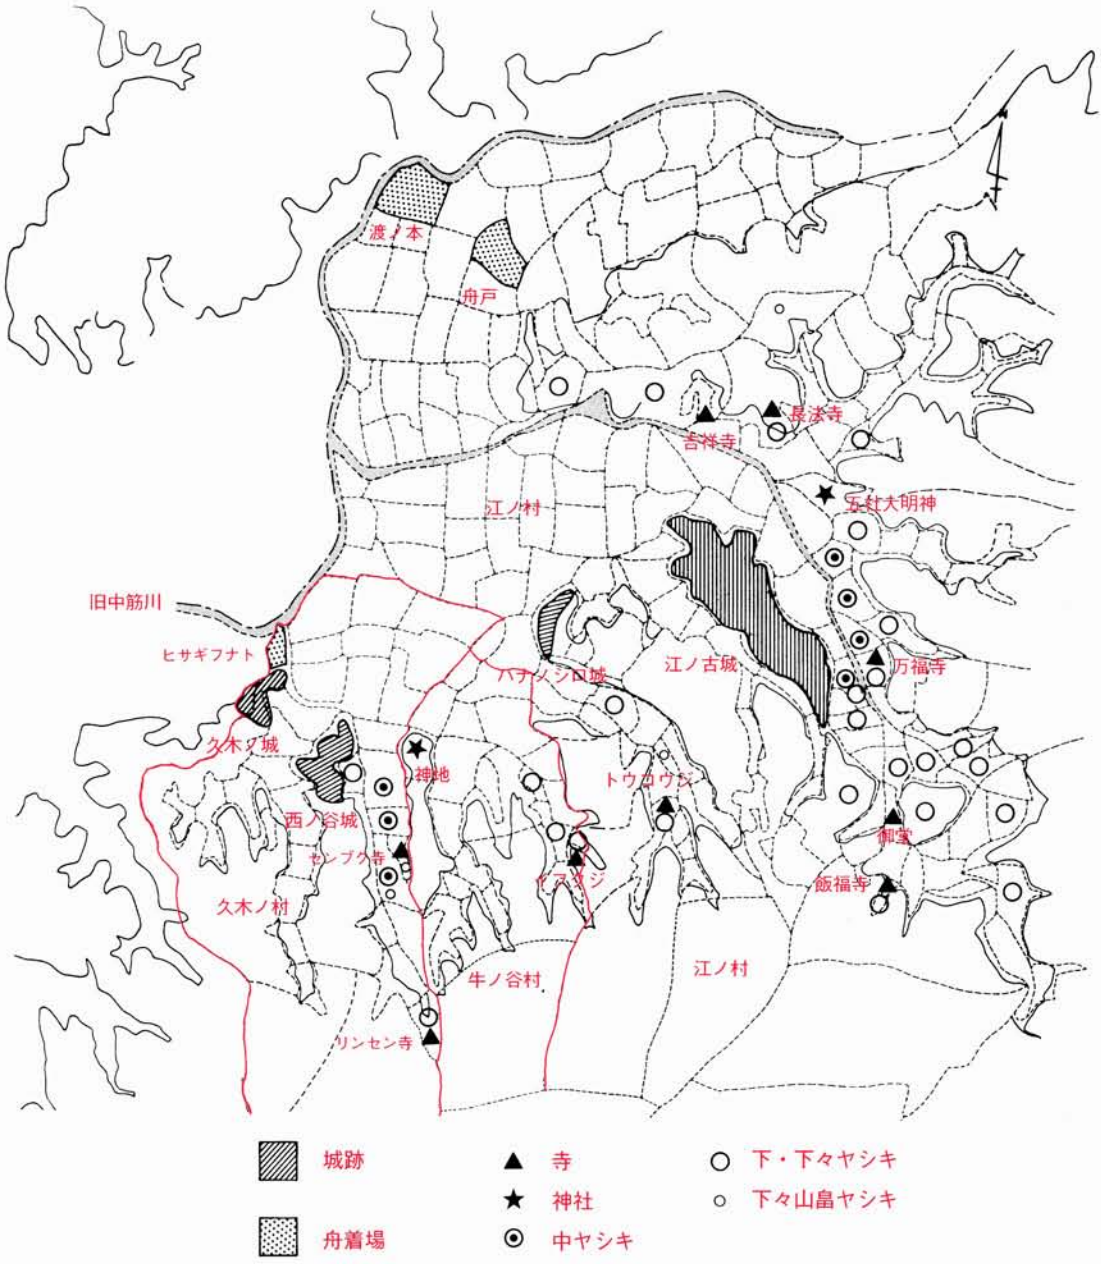 渡ノ本
舟戸
長法寺
吉祥寺
五社大明神
江ノ村
旧中筋川
ヒサギフナト
ハナノシロ城
江ノ古城
万福寺
久木ノ城
神地
トウコウジ
西ノ谷城
御堂
センプク寺
飯福寺
久木ノ村
牛ノ谷村
江ノ村
リンセン寺
城跡
寺
下・下々ヤシキ
神社
下々山畠ヤシキ
舟着場
中ヤシキ